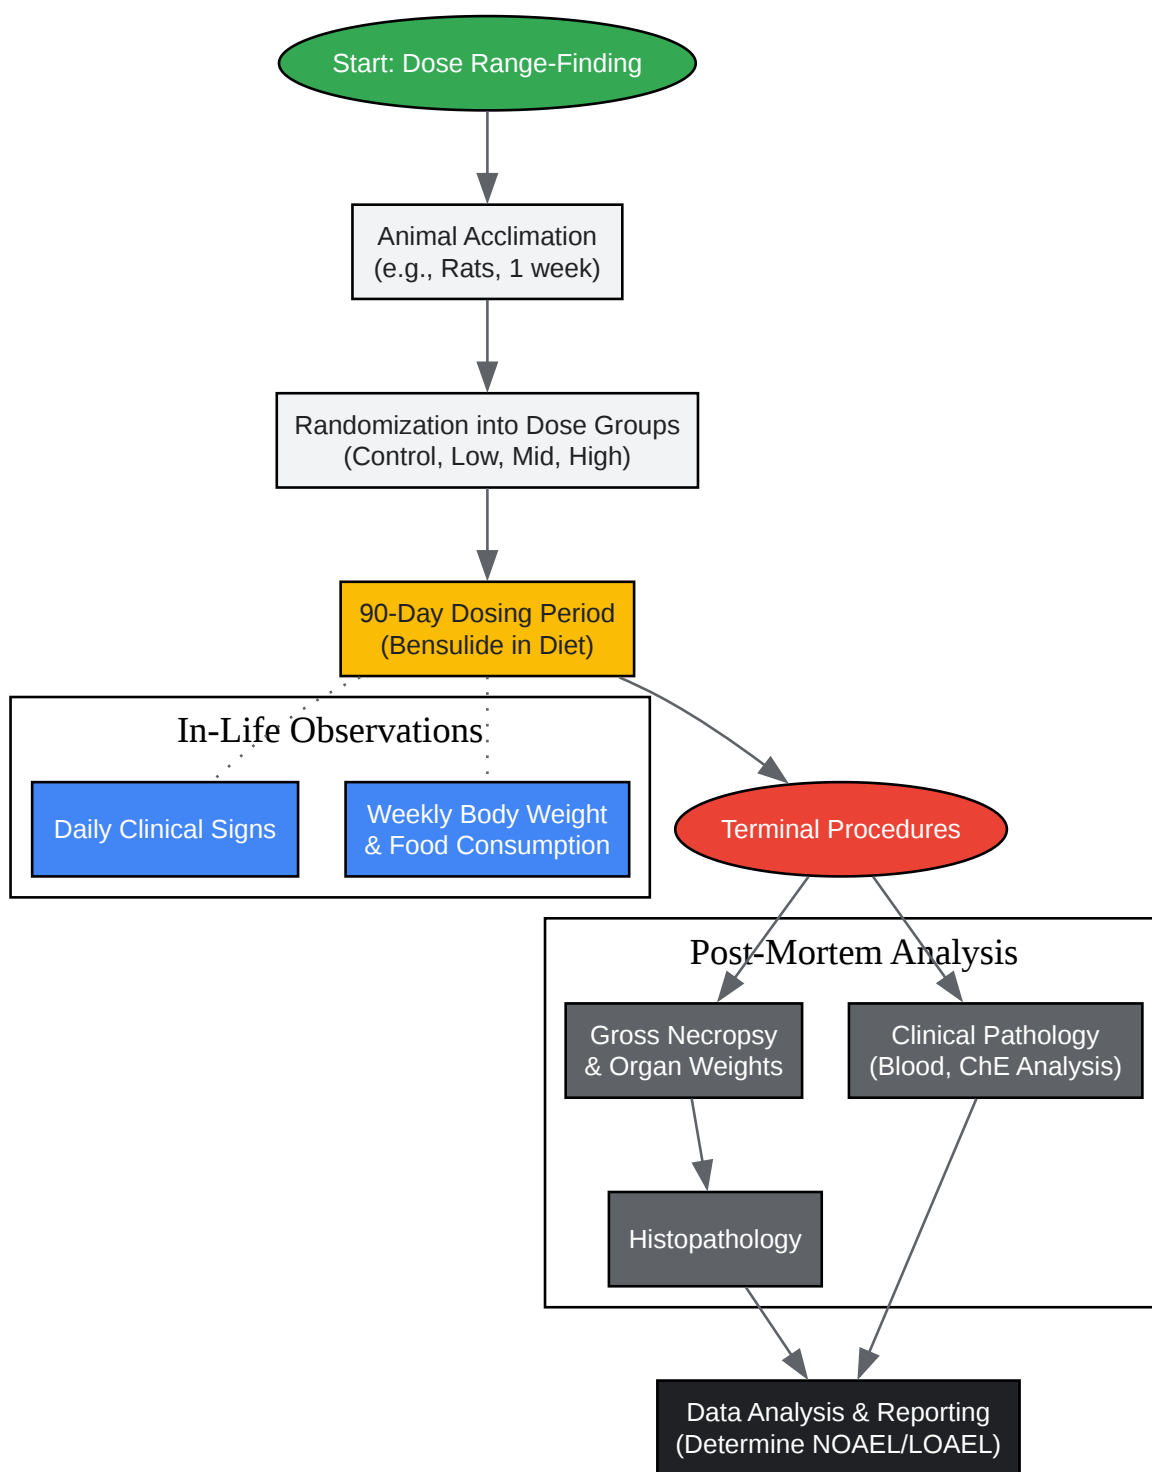 Start: Dose Range-Finding
Animal Acclimation
(e.g., Rats, 1 week)
Randomization into Dose Groups
(Control, Low, Mid, High)
90-Day Dosing Period
(Bensulide in Diet)
In-Life Observations
Daily Clinical Signs
Weekly Body Weight
& Food Consumption
Terminal Procedures
Post-Mortem Analysis
Gross Necropsy
& Organ Weights
Clinical Pathology
(Blood, ChE Analysis)
Histopathology
Data Analysis & Reporting
(Determine NOAEL/LOAEL)